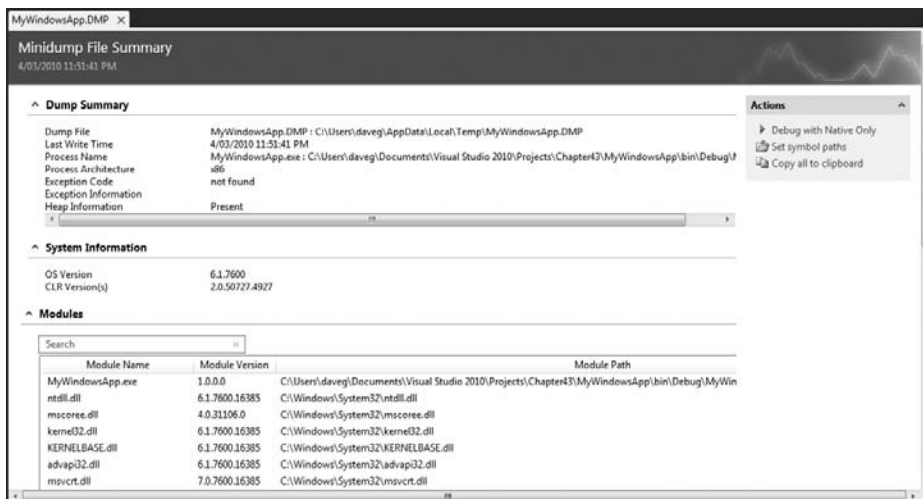 MyWindowsApp.DMP ×
Minidump File Summary
4/03/2010 11:51:41 PM
Dump Summary
Dump File MyWindowsApp.DMP : C:\Users\daveg\AppData\Local\Temp\MyWindowsApp.DMP
Last Write Time 4/03/2010 11:51:41 PM
Process Name MyWindowsApp.exe : C:\Users\daveg\Documents\Visual Studio 2010\Projects\Chapter43\MyWindowsApp\bin\Debug\
Process Architecture x86
Exception Code not found
Exception Information
Heap Information Present
System Information
OS Version 6.1.7600
CLR Version(s) 2.0.50727.4927
Modules
Search
Module Name Module Version Module Path
MyWindowsApp.exe 1.0.0.0 C:\Users\daveg\Documents\Visual Studio 2010\Projects\Chapter43\MyWindowsApp\bin\Debug\MyWin
ntdll.dll 6.1.7600.16385 C:\Windows\System32\ntdll.dll
mscoree.dll 4.0.31106.0 C:\Windows\System32\mscoree.dll
kernel32.dll 6.1.7600.16385 C:\Windows\System32\kernel32.dll
KERNELBASE.dll 6.1.7600.16385 C:\Windows\System32\KERNELBASE.dll
advapi32.dll 6.1.7600.16385 C:\Windows\System32\advapi32.dll
msvcrt.dll 7.0.7600.16385 C:\Windows\System32\msvcrt.dll
Actions
Debug with Native Only
Set symbol paths
Copy all to clipboard